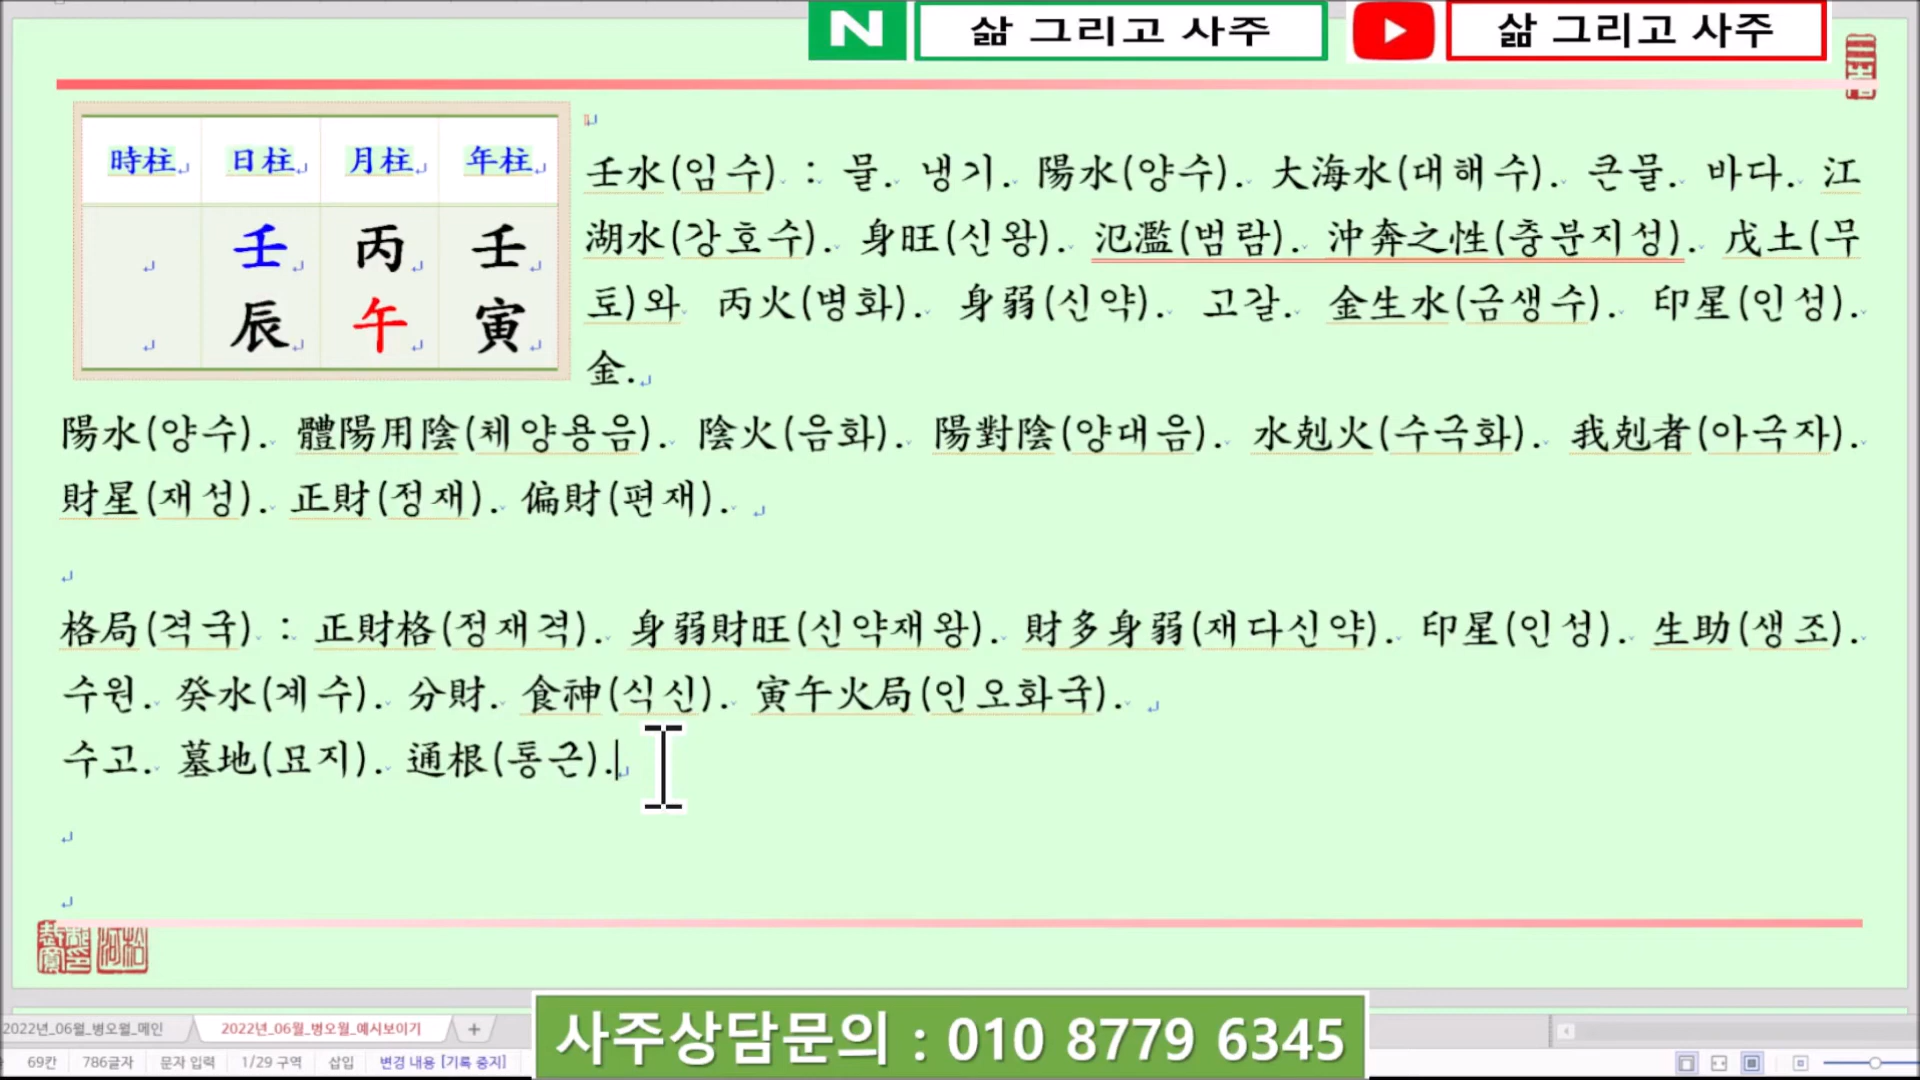 N 삶 그리고 사주 삶 그리고 사주
時柱 日柱 月柱 年柱
壬 丙 壬
辰 午 寅
壬水(임수) : 물. 냉기. 陽水(양수). 大海水(대해수). 큰물. 바다. 江
湖水(강호수). 身旺(신왕). 氾濫(범람). 沖奔之性(충분지성). 戊土(무
토)와 丙火(병화). 身弱(신약). 고갈. 金生水(금생수). 印星(인성).
金.
陽水(양수). 體陽用陰(체양용음). 陰火(음화). 陽對陰(양대음). 水剋火(수극화). 我剋者(아극자).
財星(재성). 正財(정재). 偏財(편재).
格局(격국) : 正財格(정재격). 身弱財旺(신약재왕). 財多身弱(재다신약). 印星(인성). 生助(생조).
수원. 癸水(계수). 分財. 食神(식신). 寅午火局(인오화국).
수고. 墓地(묘지). 通根(통근).
2022년_06월_병오월_메인 2022년_06월_병오월_예시보이기 +
69칸 786글자 문자 입력 1/29 구역 삽입 변경 내용 [기록 중지]
사주상담문의 : 010 8779 6345